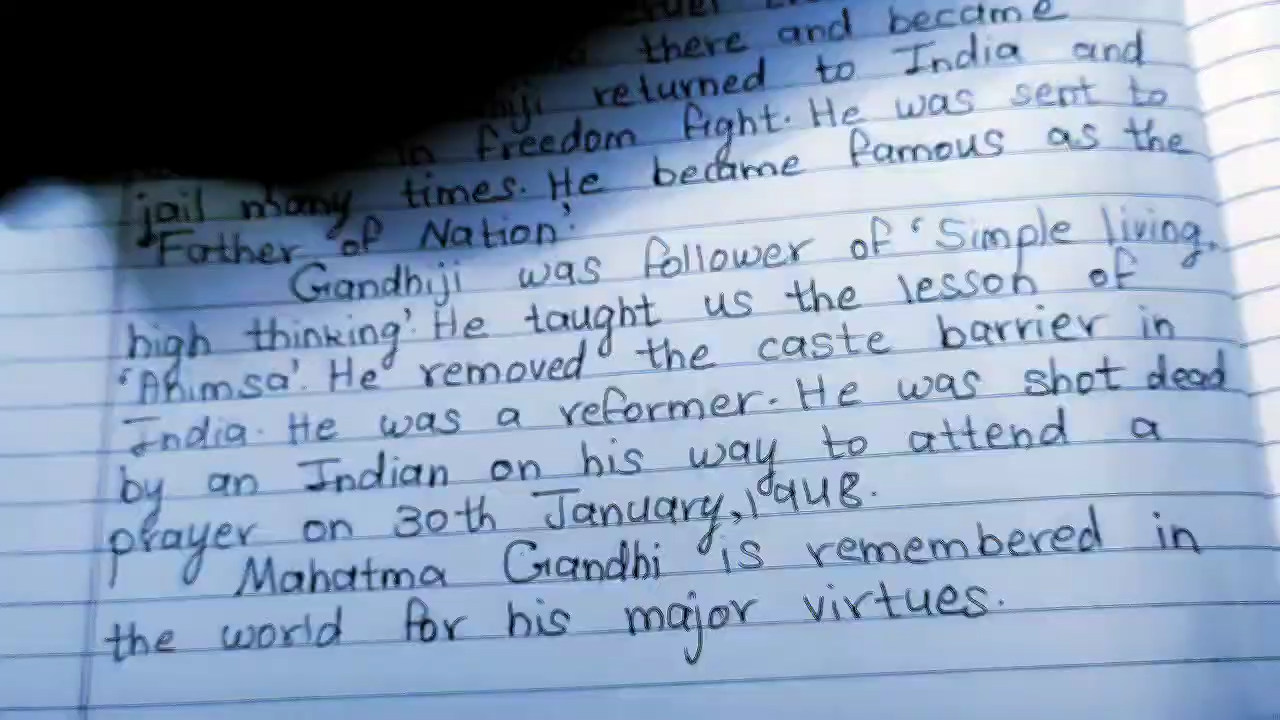 there and became
returned to India and
freedom fight. He was sent to
jail many times. He became famous as the
'Father of Nation'.
Gandhiji was follower of 'Simple living,
high thinking'. He taught us the lesson of
'Ahimsa'. He removed the caste barrier in
India. He was a reformer. He was shot dead
by an Indian on his way to attend a
prayer on 30th January, 1948.
Mahatma Gandhi is remembered in
the world for his major virtues.